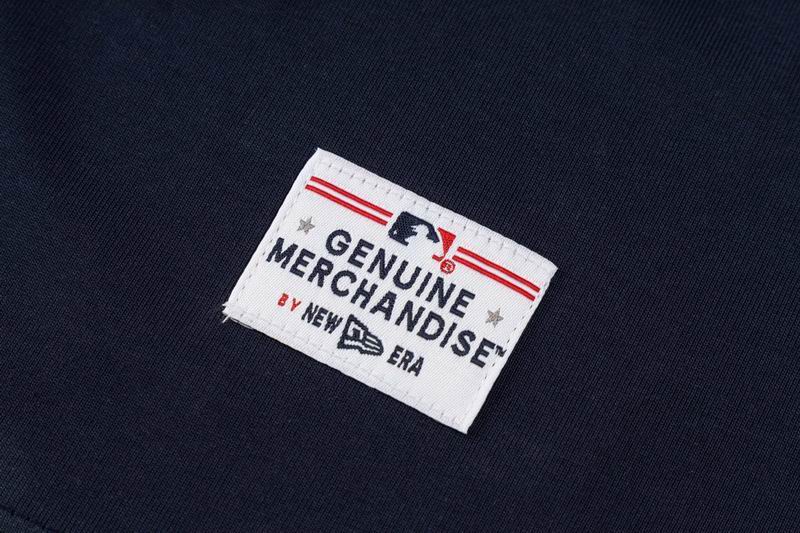 GENUINE
MERCHANDISE™
BY NEW ERA